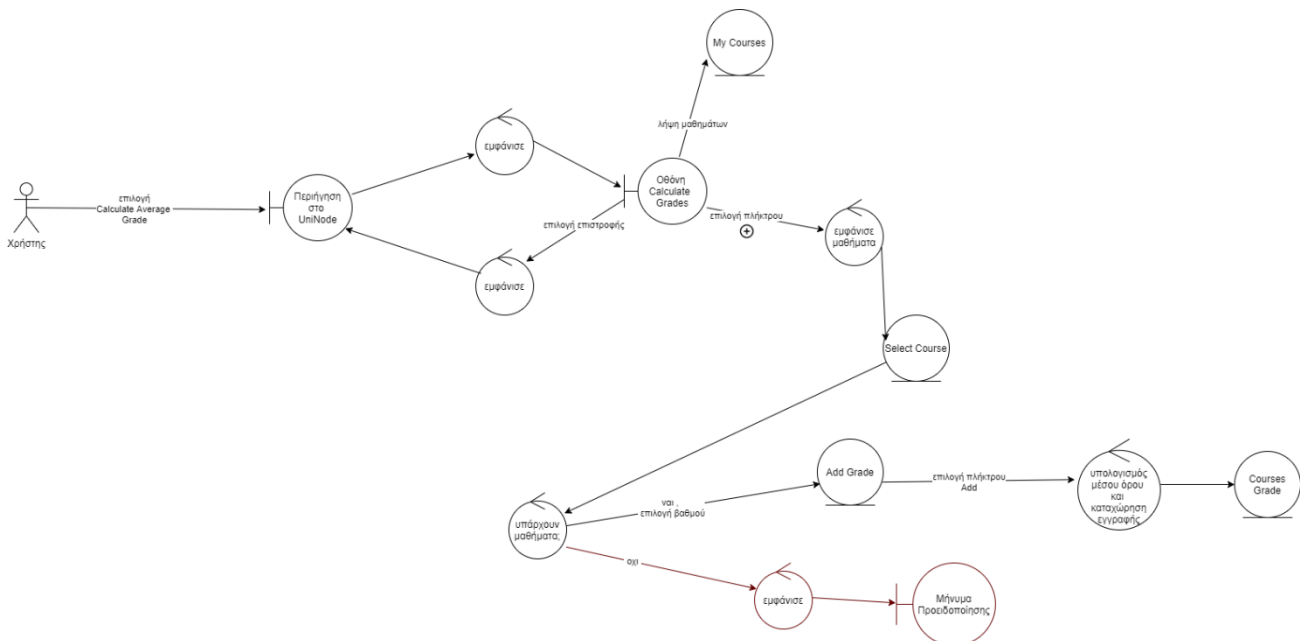 My Courses
λήψη μαθημάτων
εμφάνισε
Οθόνη
Calculate
Grades
Περιήγηση
στο
UniNode
επιλογή
Calculate Average
Grade
Χρήστης
επιλογή επιστροφής
επιλογή πλήκτρου
εμφάνισε
μαθήματα
εμφάνισε
Select Course
Add Grade
επιλογή πλήκτρου
Add
υπολογισμός
μέσου όρου
και
καταχώρηση
εγγραφής
Courses
Grade
ναι ,
επιλογή βαθμού
υπάρχουν
μαθήματα;
οχι
εμφάνισε
Μήνυμα
Προειδοποίησης